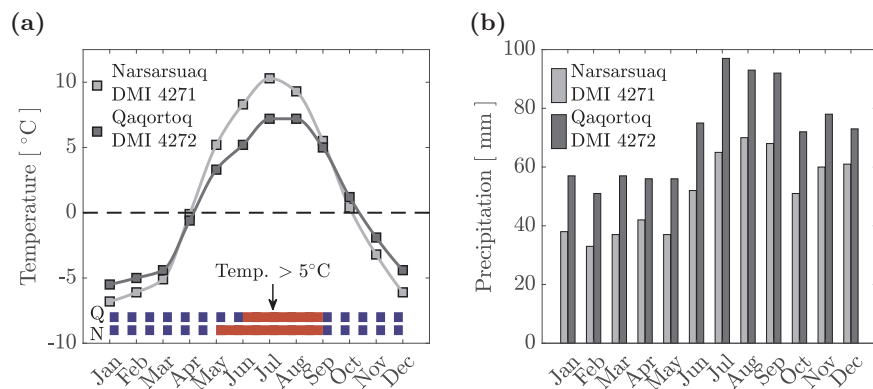 (a)
Temperature [ °C]
10
5
0
-5
-10
Narsarsuaq
DMI 4271
Qaqortoq
DMI 4272
Temp. > 5°C
Q
N
Jan
Feb
Mar
Apr
May
Jun
Jul
Aug
Sep
Oct
Nov
Dec
(b)
Precipitation [ mm]
100
80
60
40
20
0
Narsarsuaq
DMI 4271
Qaqortoq
DMI 4272
Jan
Feb
Mar
Apr
May
Jun
Jul
Aug
Sep
Oct
Nov
Dec